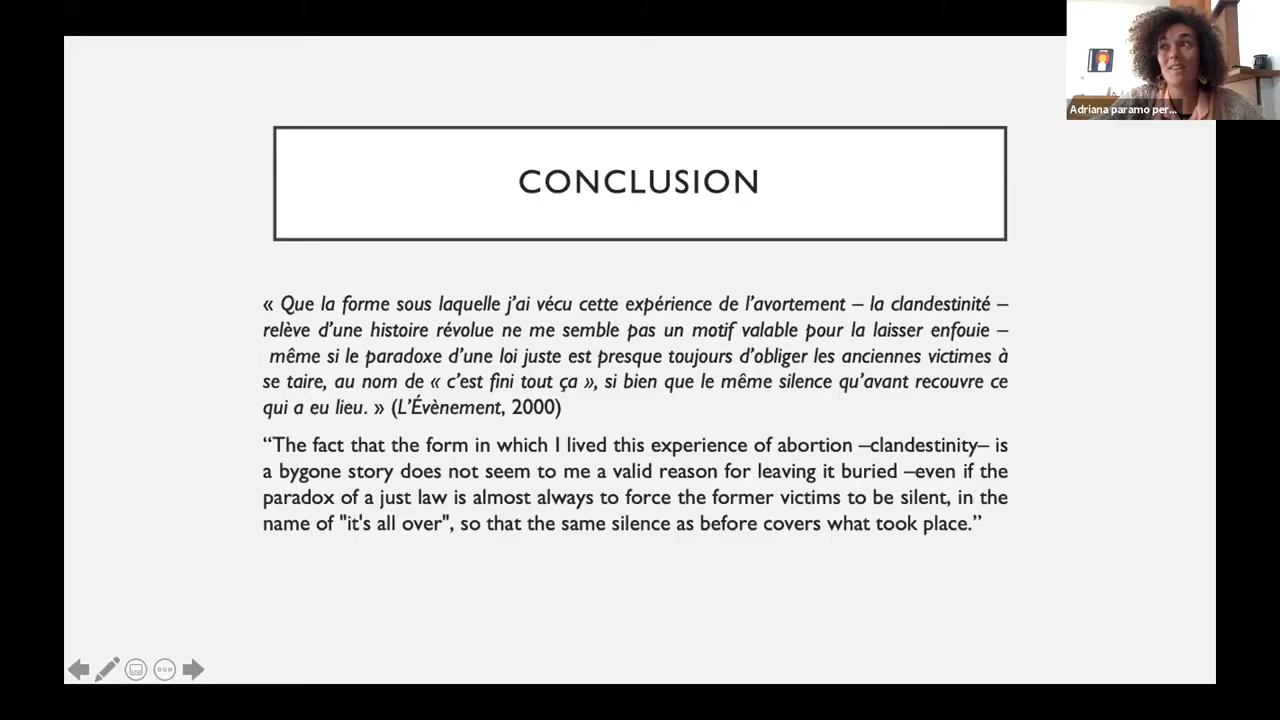 Adriana paramo per...
CONCLUSION
« Que la forme sous laquelle j’ai vécu cette expérience de l’avortement – la clandestinité –
relève d’une histoire révolue ne me semble pas un motif valable pour la laisser enfouie –
même si le paradoxe d’une loi juste est presque toujours d’obliger les anciennes victimes à
se taire, au nom de « c’est fini tout ça », si bien que le même silence qu’avant recouvre ce
qui a eu lieu. » (L’Évènement, 2000)
“The fact that the form in which I lived this experience of abortion –clandestinity– is
a bygone story does not seem to me a valid reason for leaving it buried –even if the
paradox of a just law is almost always to force the former victims to be silent, in the
name of "it's all over", so that the same silence as before covers what took place.”